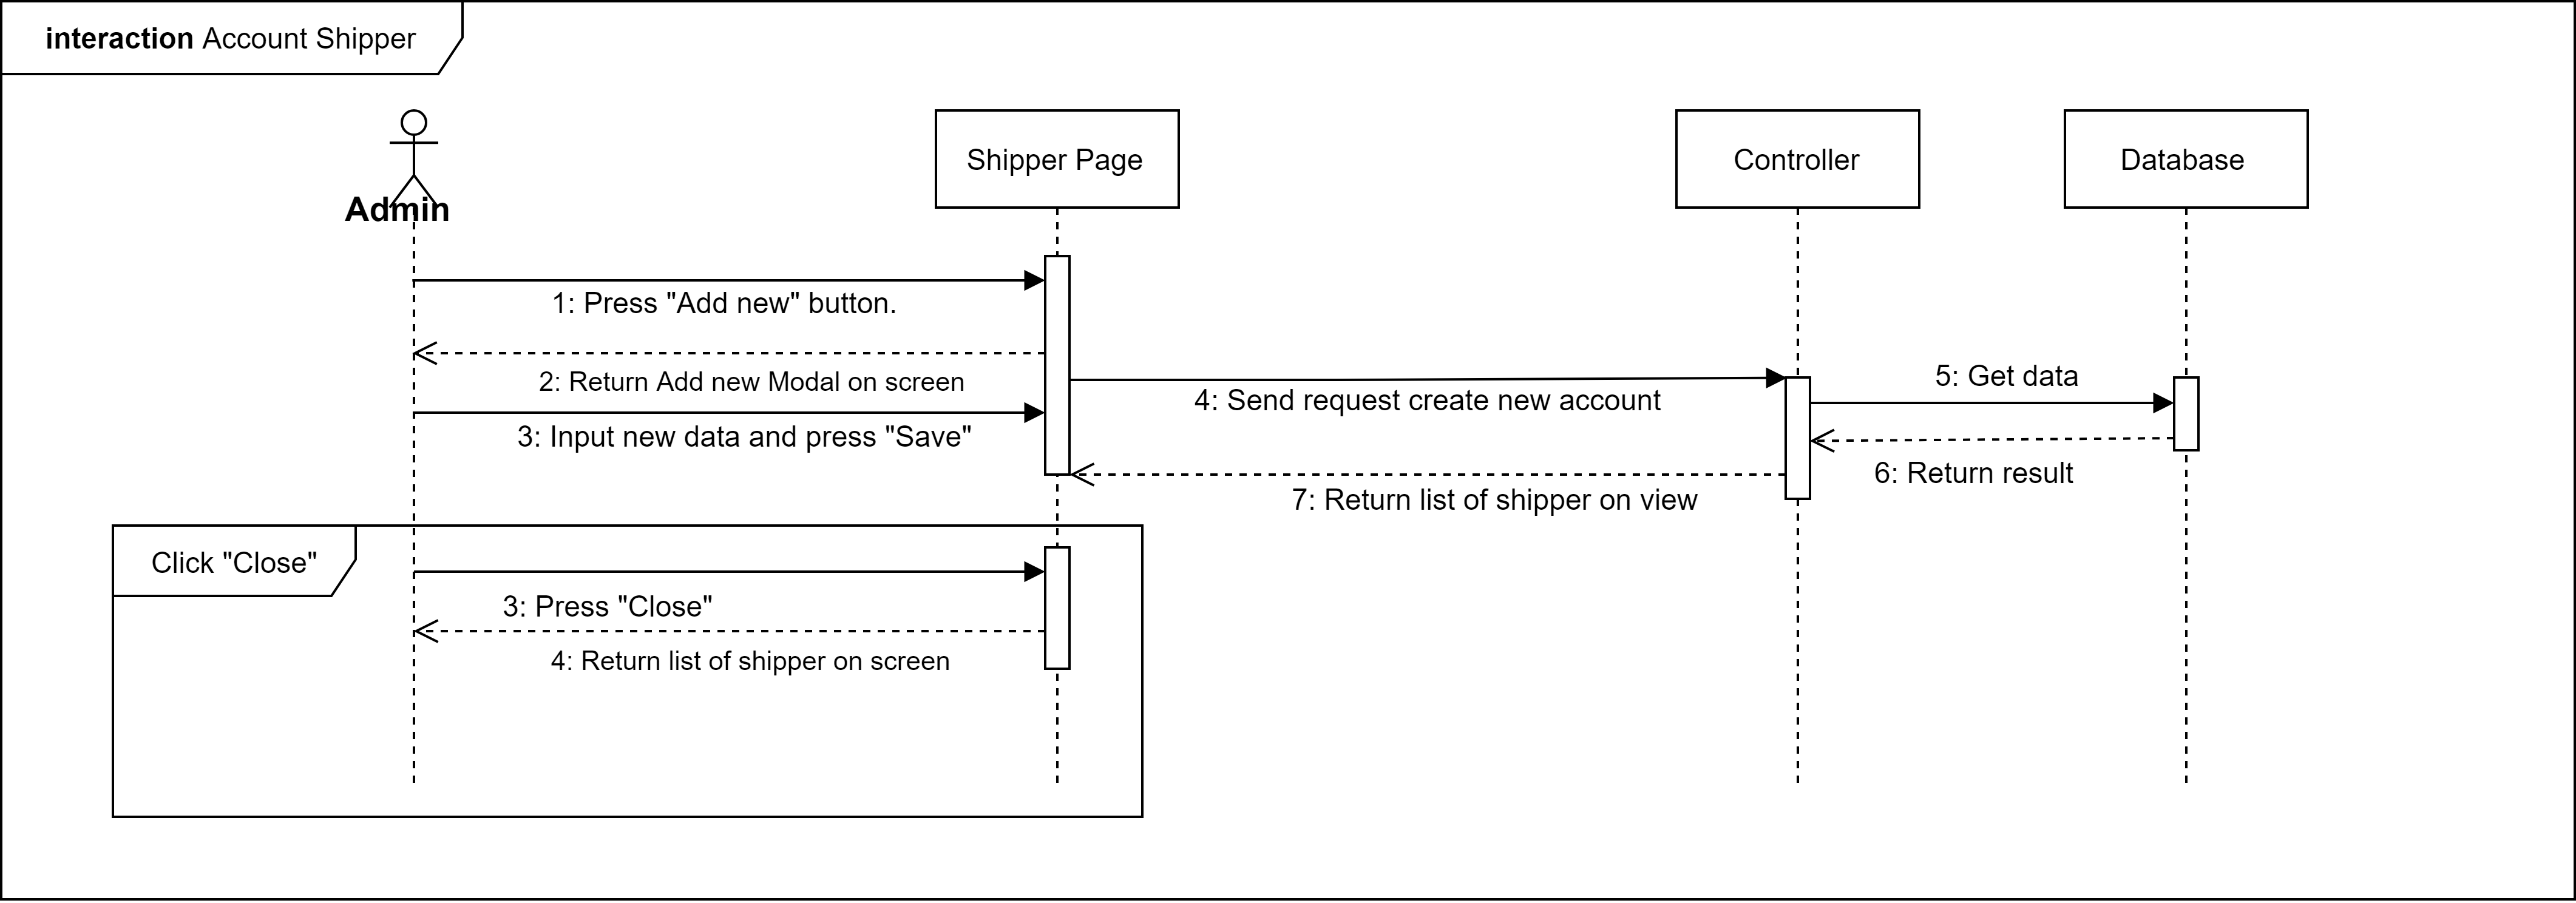 interaction Account Shipper
Admin
Shipper Page
Controller
Database
1: Press "Add new" button.
2: Return Add new Modal on screen
3: Input new data and press "Save"
4: Send request create new account
5: Get data
6: Return result
7: Return list of shipper on view
Click "Close"
3: Press "Close"
4: Return list of shipper on screen